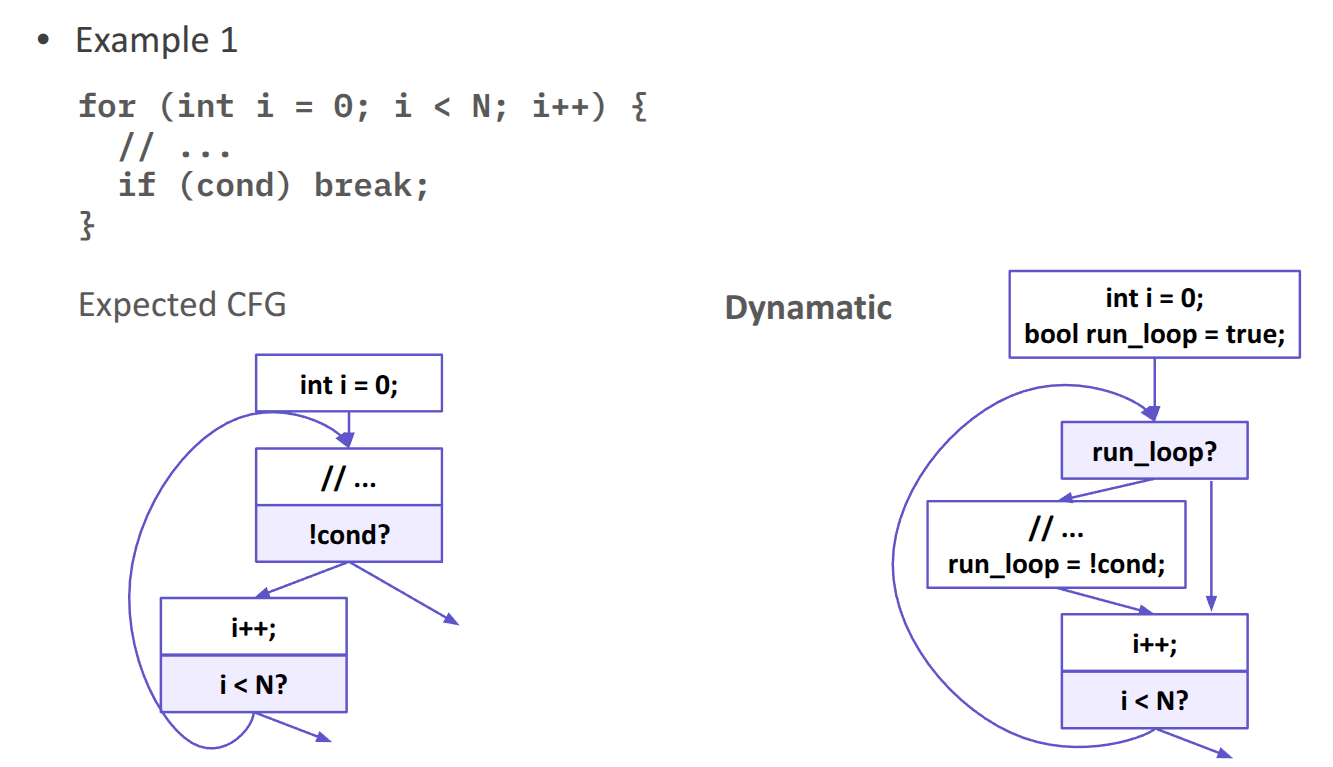 • Example 1
for (int i = 0; i < N; i++) {
// ...
if (cond) break;
}
Expected CFG
int i = 0;
// ...
!cond?
i++;
i < N?
Dynamatic
int i = 0;
bool run_loop = true;
run_loop?
// ...
run_loop = !cond;
i++;
i < N?